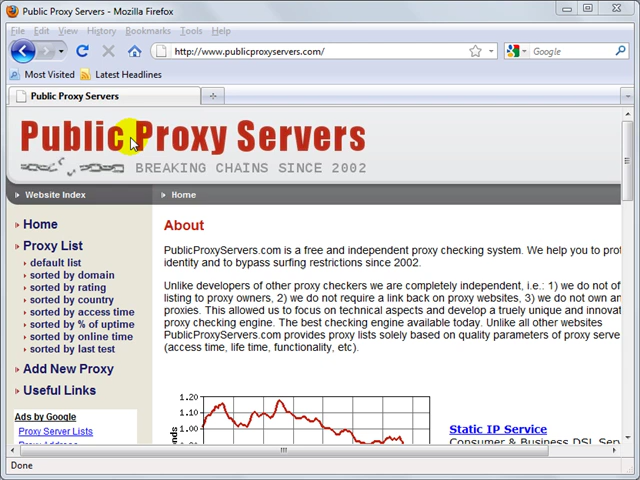 Public Proxy Servers - Mozilla Firefox
File Edit View History Bookmarks Tools Help
http://www.publicproxyservers.com/
Google
Most Visited Latest Headlines
Public Proxy Servers
Public Proxy Servers
BREAKING CHAINS SINCE 2002
Website Index
Home
Home
Proxy List
default list
sorted by domain
sorted by rating
sorted by country
sorted by access time
sorted by % of uptime
sorted by online time
sorted by last test
Add New Proxy
Useful Links
Ads by Google
Proxy Server Lists
Proxy Address
About
PublicProxyServers.com is a free and independent proxy checking system. We help you to prot
identity and to bypass surfing restrictions since 2002.
Unlike developers of other proxy checkers we are completely independent, i.e.: 1) we do not of
listing to proxy owners, 2) we do not require a link back on proxy websites, 3) we do not own an
proxies. This allowed us to focus on technical aspects and develop a truely unique and innovat
proxy checking engine. The best checking engine available today. Unlike all other websites
PublicProxyServers.com provides proxy lists solely based on quality parameters of proxy serve
(access time, life time, functionality, etc).
1.20
1.00
0.90
onds
Static IP Service
Consumer & Business DSL Serv
Done